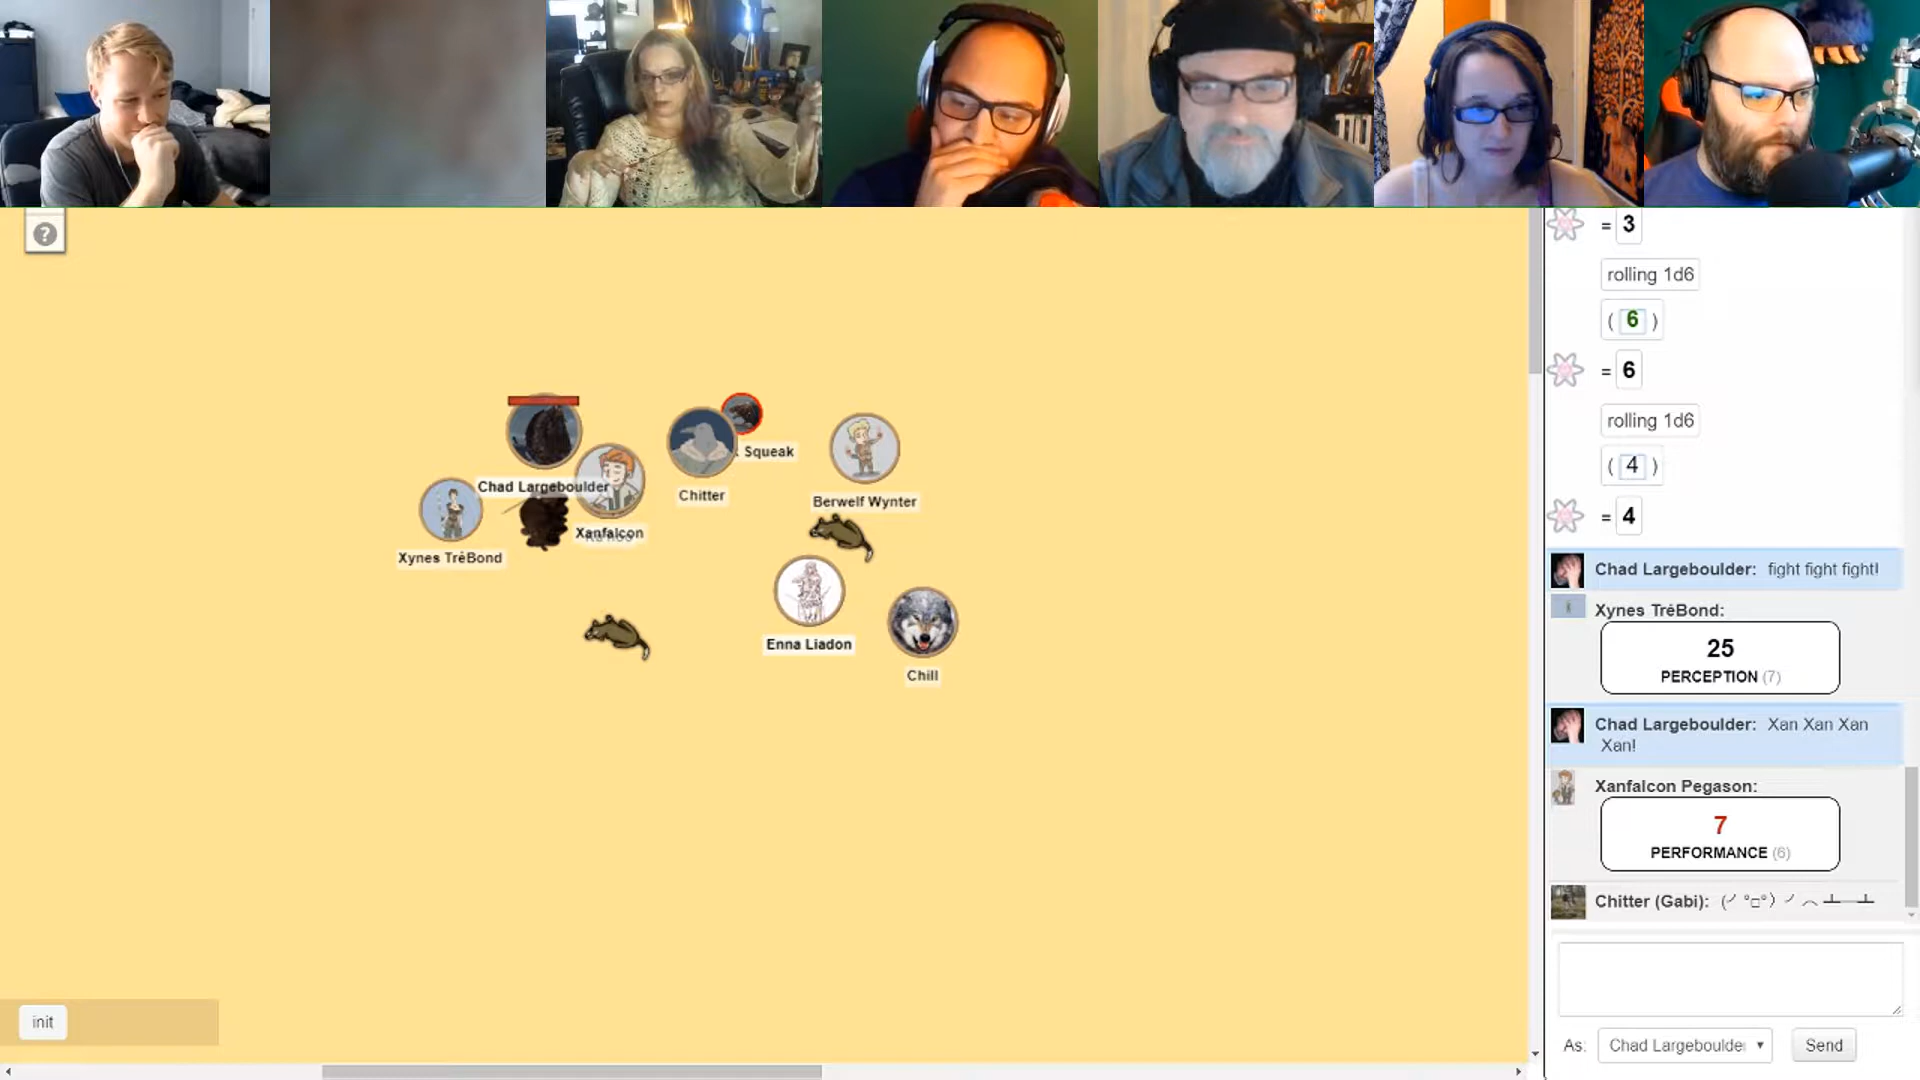 ?
Squeak
Chad Largeboulder
Chitter
Berwelf Wynter
Xanfalcon
Xynes TrèBond
Enna Liadon
Chill
init
= 3
rolling 1d6
( 6 )
= 6
rolling 1d6
( 4 )
= 4
Chad Largeboulder: fight fight fight!
Xynes TrèBond:
25
PERCEPTION (7)
Chad Largeboulder: Xan Xan Xan
Xan!
Xanfalcon Pegason:
7
PERFORMANCE (6)
Chitter (Gabi): (╯°□°)╯︵ ┻━┻
As: Chad Largeboulde
Send